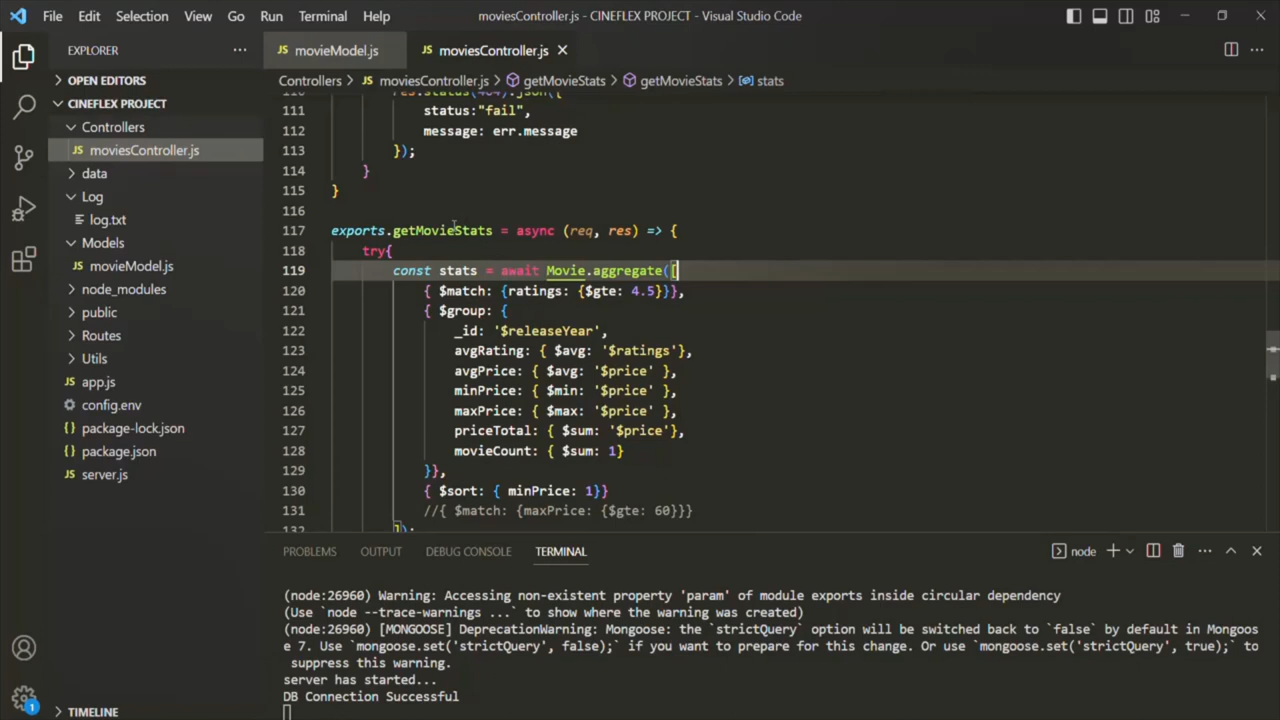 File Edit Selection View Go Run Terminal Help moviesController.js - CINEFLEX PROJECT - Visual Studio Code
EXPLORER
OPEN EDITORS
CINEFLEX PROJECT
Controllers
JS moviesController.js
data
Log
log.txt
Models
JS movieModel.js
node_modules
public
Routes
Utils
JS app.js
config.env
{} package-lock.json
{} package.json
JS server.js
TIMELINE
1
JS movieModel.js JS moviesController.js
Controllers > JS moviesController.js > getMovieStats > getMovieStats > stats
110 res.status(404).json({
111 status:"fail",
112 message: err.message
113 });
114 }
115 }
116
117 exports.getMovieStats = async (req, res) => {
118 try{
119 const stats = await Movie.aggregate([
120 { $match: {ratings: {$gte: 4.5}}},
121 { $group: {
122 _id: '$releaseYear',
123 avgRating: { $avg: '$ratings'},
124 avgPrice: { $avg: '$price' },
125 minPrice: { $min: '$price' },
126 maxPrice: { $max: '$price' },
127 priceTotal: { $sum: '$price'},
128 movieCount: { $sum: 1}
129 }},
130 { $sort: { minPrice: 1}}
131 //{ $match: {maxPrice: {$gte: 60}}}
132 ]);
PROBLEMS OUTPUT DEBUG CONSOLE TERMINAL node
(node:26960) Warning: Accessing non-existent property 'param' of module exports inside circular dependency
(Use `node --trace-warnings ...` to show where the warning was created)
(node:26960) [MONGOOSE] DeprecationWarning: Mongoose: the `strictQuery` option will be switched back to `false` by default in Mongoos
e 7. Use `mongoose.set('strictQuery', false);` if you want to prepare for this change. Or use `mongoose.set('strictQuery', true);` to
suppress this warning.
server has started...
DB Connection Successful